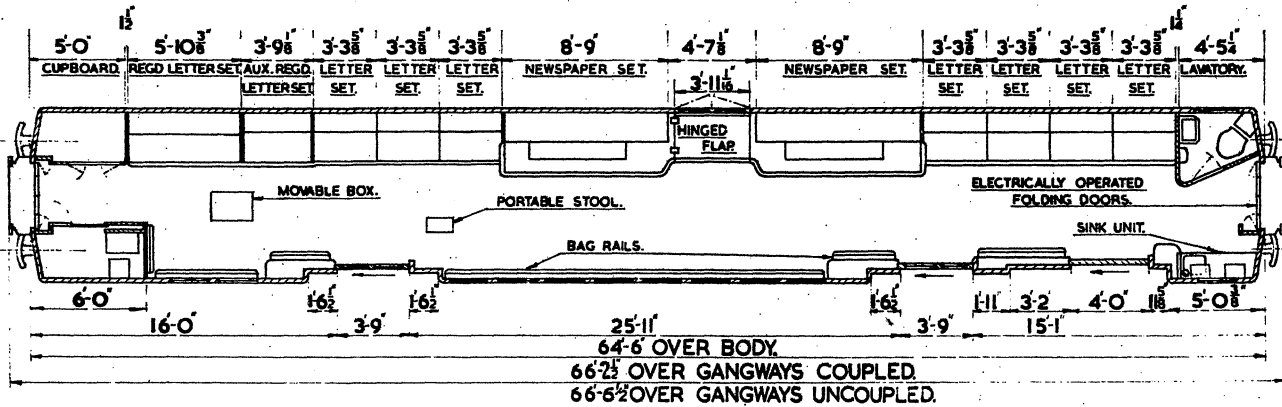 1½" 1¼"
5'-0" 5'-10⅜" 3'-9⅛" 3'-3⅝" 3'-3⅝" 3'-3⅝" 8'-9" 4'-7⅛" 8'-9" 3'-3⅝" 3'-3⅝" 3'-3⅝" 3'-3⅝" 4'-5¼"
CUPBOARD. REGD LETTER SET. AUX. REGD. LETTER LETTER LETTER NEWSPAPER SET. 3'-11 1/16" NEWSPAPER SET. LETTER LETTER LETTER LETTER LAVATORY.
LETTER SET. SET. SET. SET. SET. SET. SET. SET.
HINGED
FLAP.
MOVABLE BOX.
PORTABLE STOOL.
ELECTRICALLY OPERATED
FOLDING DOORS.
SINK UNIT.
BAG RAILS.
6'-0" 1'-6½" 1'-6½" 1'-6½" 1'-11" 3'-2" 4'-0" 11 5/16" 5'-0⅜"
16'-0" 3'-9" 25'-11" 3'-9" 15'-1"
64'-6" OVER BODY.
66'-2½" OVER GANGWAYS COUPLED.
66'-6½" OVER GANGWAYS UNCOUPLED.